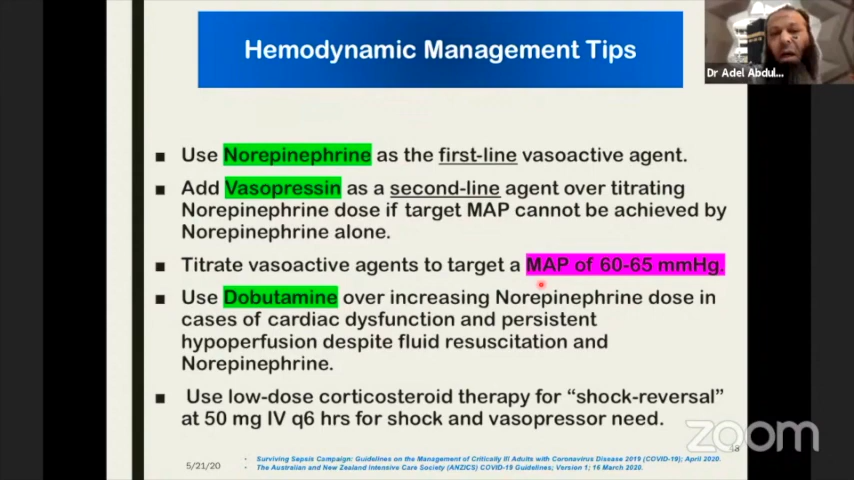 Hemodynamic Management Tips
Dr Adel Abdul...
■ Use Norepinephrine as the first-line vasoactive agent.
■ Add Vasopressin as a second-line agent over titrating
Norepinephrine dose if target MAP cannot be achieved by
Norepinephrine alone.
■ Titrate vasoactive agents to target a MAP of 60-65 mmHg.
■ Use Dobutamine over increasing Norepinephrine dose in
cases of cardiac dysfunction and persistent
hypoperfusion despite fluid resuscitation and
Norepinephrine.
■ Use low-dose corticosteroid therapy for “shock-reversal”
at 50 mg IV q6 hrs for shock and vasopressor need.
zoom
5/21/20
• Surviving Sepsis Campaign: Guidelines on the Management of Critically Ill Adults with Coronavirus Disease 2019 (COVID-19); April 2020.
• The Australian and New Zealand Intensive Care Society (ANZICS) COVID-19 Guidelines; Version 1; 16 March 2020.